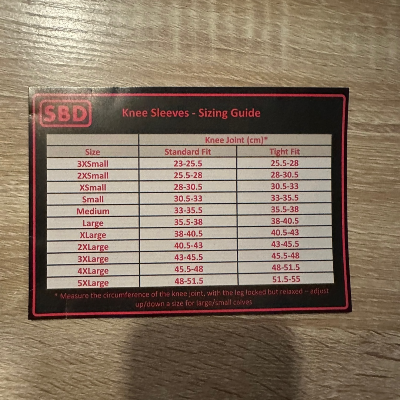 SBD
Knee Sleeves - Sizing Guide
Knee Joint (cm)*
Size Standard Fit Tight Fit
3XSmall 23-25.5 25.5-28
2XSmall 25.5-28 28-30.5
XSmall 28-30.5 30.5-33
Small 30.5-33 33-35.5
Medium 33-35.5 35.5-38
Large 35.5-38 38-40.5
XLarge 38-40.5 40.5-43
2XLarge 40.5-43 43-45.5
3XLarge 43-45.5 45.5-48
4XLarge 45.5-48 48-51.5
5XLarge 48-51.5 51.5-55
* Measure the circumference of the knee joint, with the leg locked but relaxed – adjust
up/down a size for large/small calves